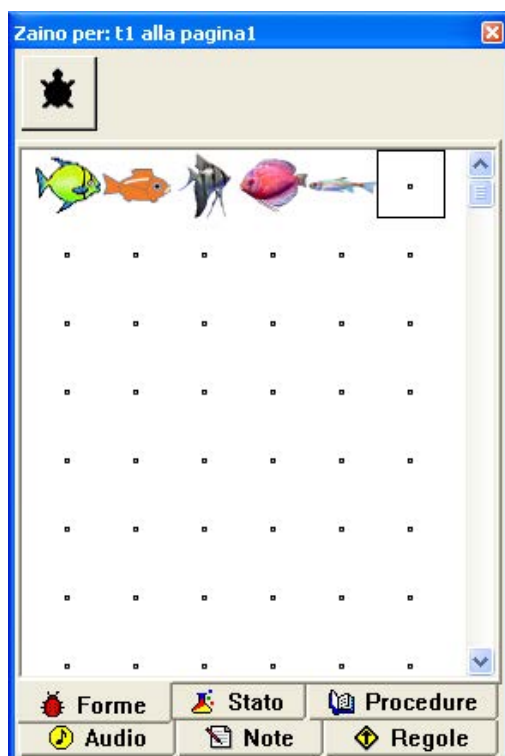 Zaino per: t1 alla pagina1
Forme Stato Procedure
Audio Note Regole